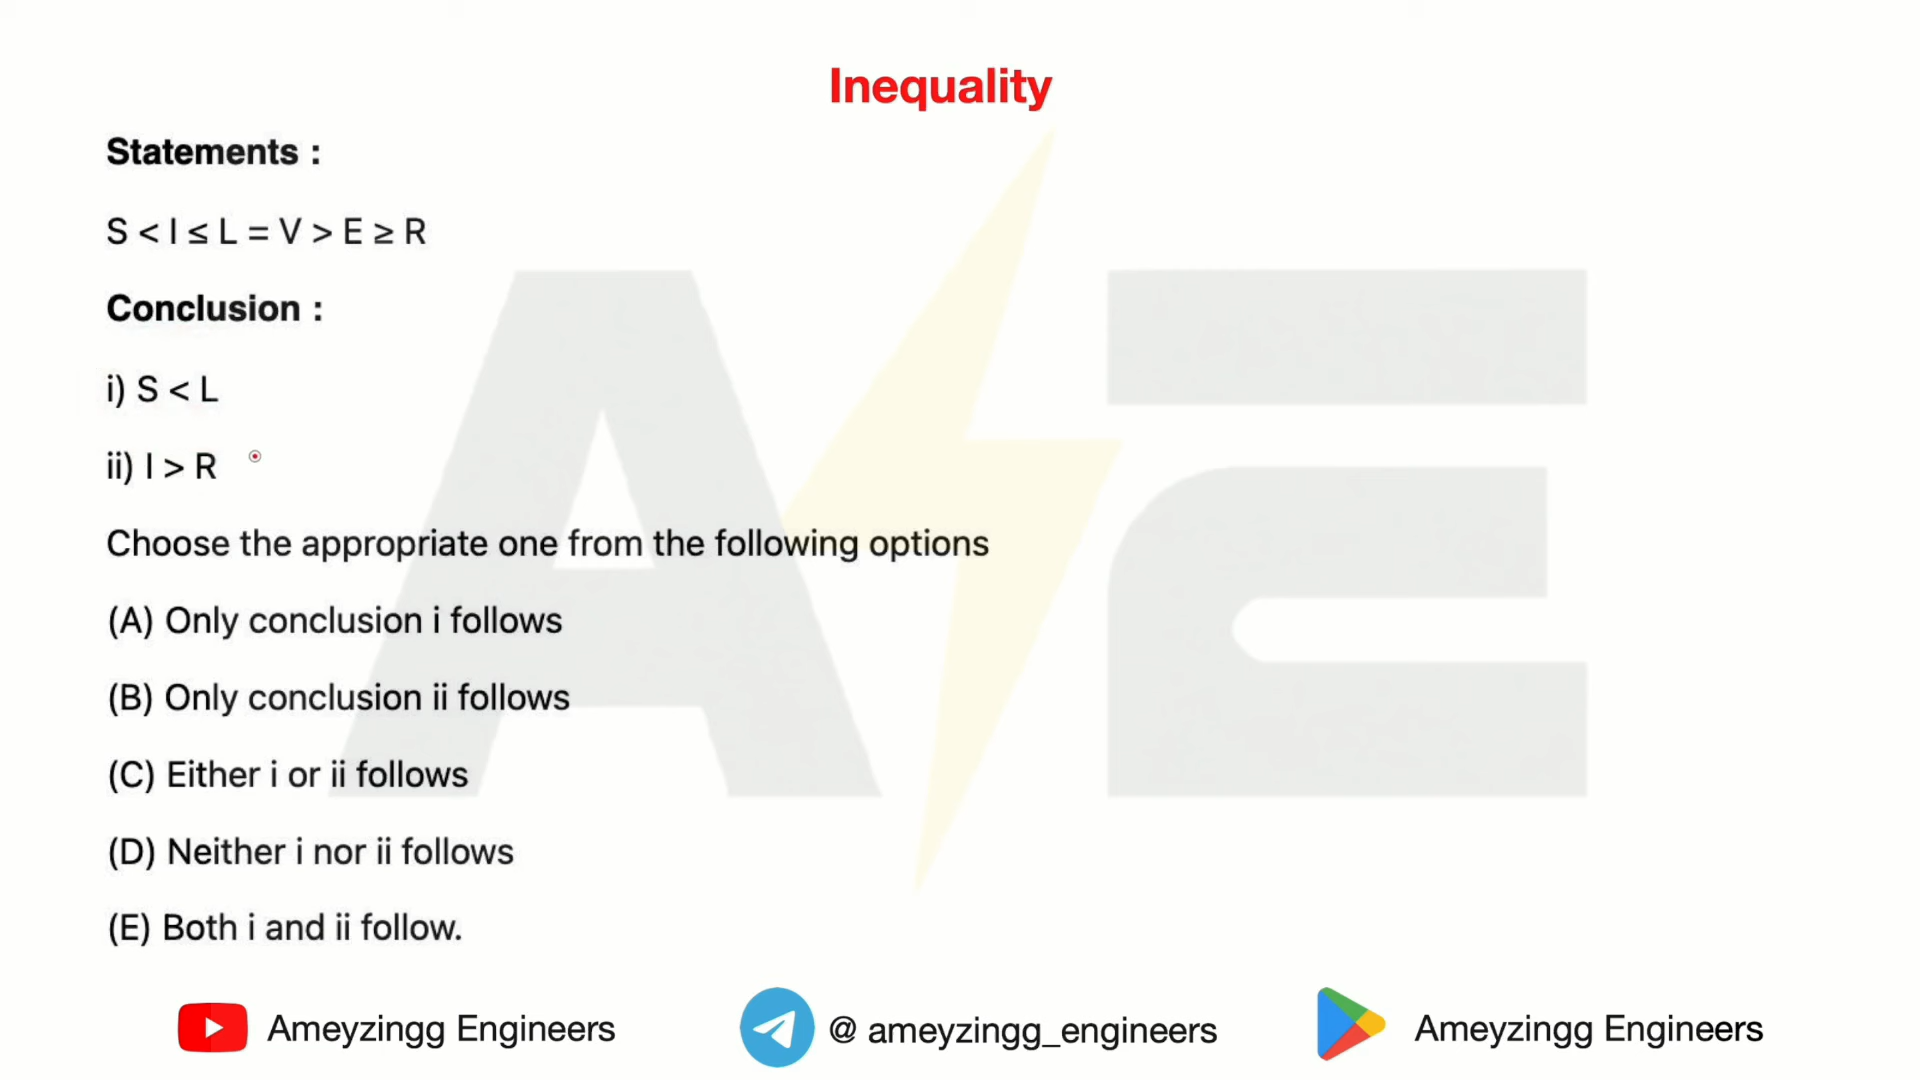 Inequality
Statements :
S < I ≤ L = V > E ≥ R
Conclusion :
i) S < L
ii) I > R
Choose the appropriate one from the following options
(A) Only conclusion i follows
(B) Only conclusion ii follows
(C) Either i or ii follows
(D) Neither i nor ii follows
(E) Both i and ii follow.
Ameyzingg Engineers
@ ameyzingg_engineers
Ameyzingg Engineers